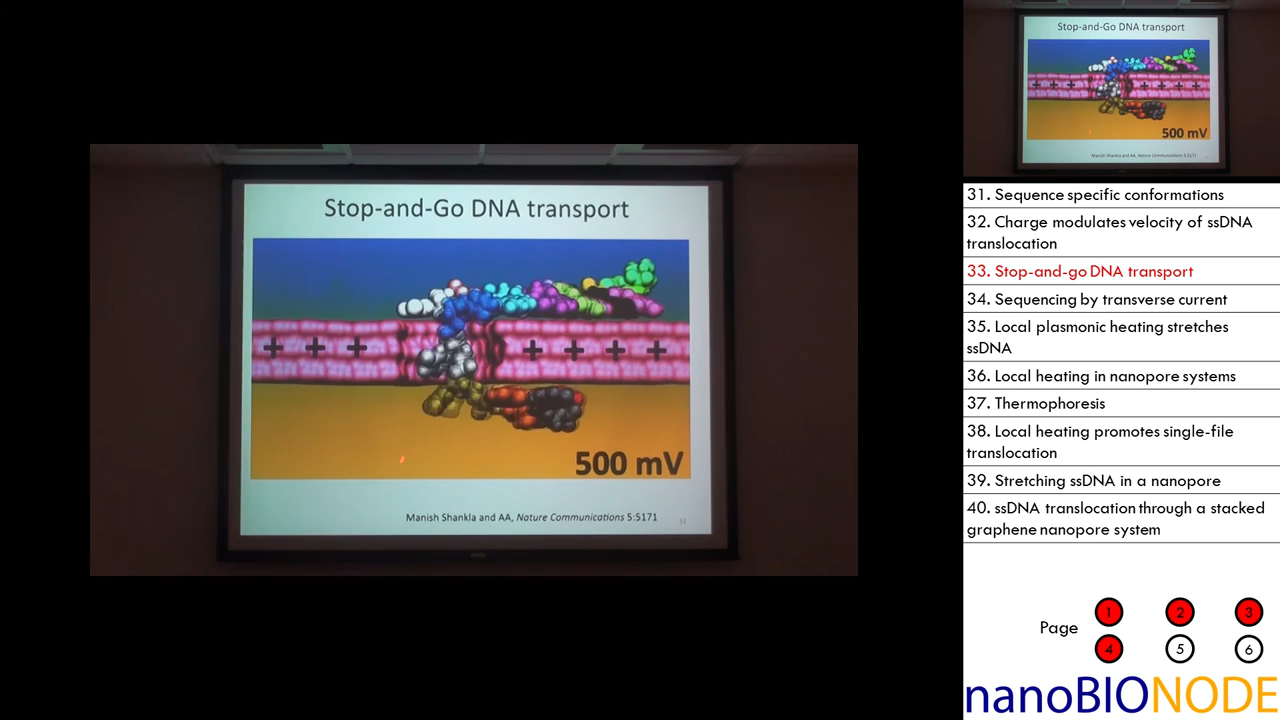 Stop-and-Go DNA transport
+ + + + + + +
500 mV
Manish Shankla and AA, Nature Communications 5:5171
Stop-and-Go DNA transport
+ + + + + + +
500 mV
Manish Shankla and AA, Nature Communications 5:5171
31. Sequence specific conformations
32. Charge modulates velocity of ssDNA
translocation
33. Stop-and-go DNA transport
34. Sequencing by transverse current
35. Local plasmonic heating stretches
ssDNA
36. Local heating in nanopore systems
37. Thermophoresis
38. Local heating promotes single-file
translocation
39. Stretching ssDNA in a nanopore
40. ssDNA translocation through a stacked
graphene nanopore system
Page
1 2 3
4 5 6
nanoBIONODE